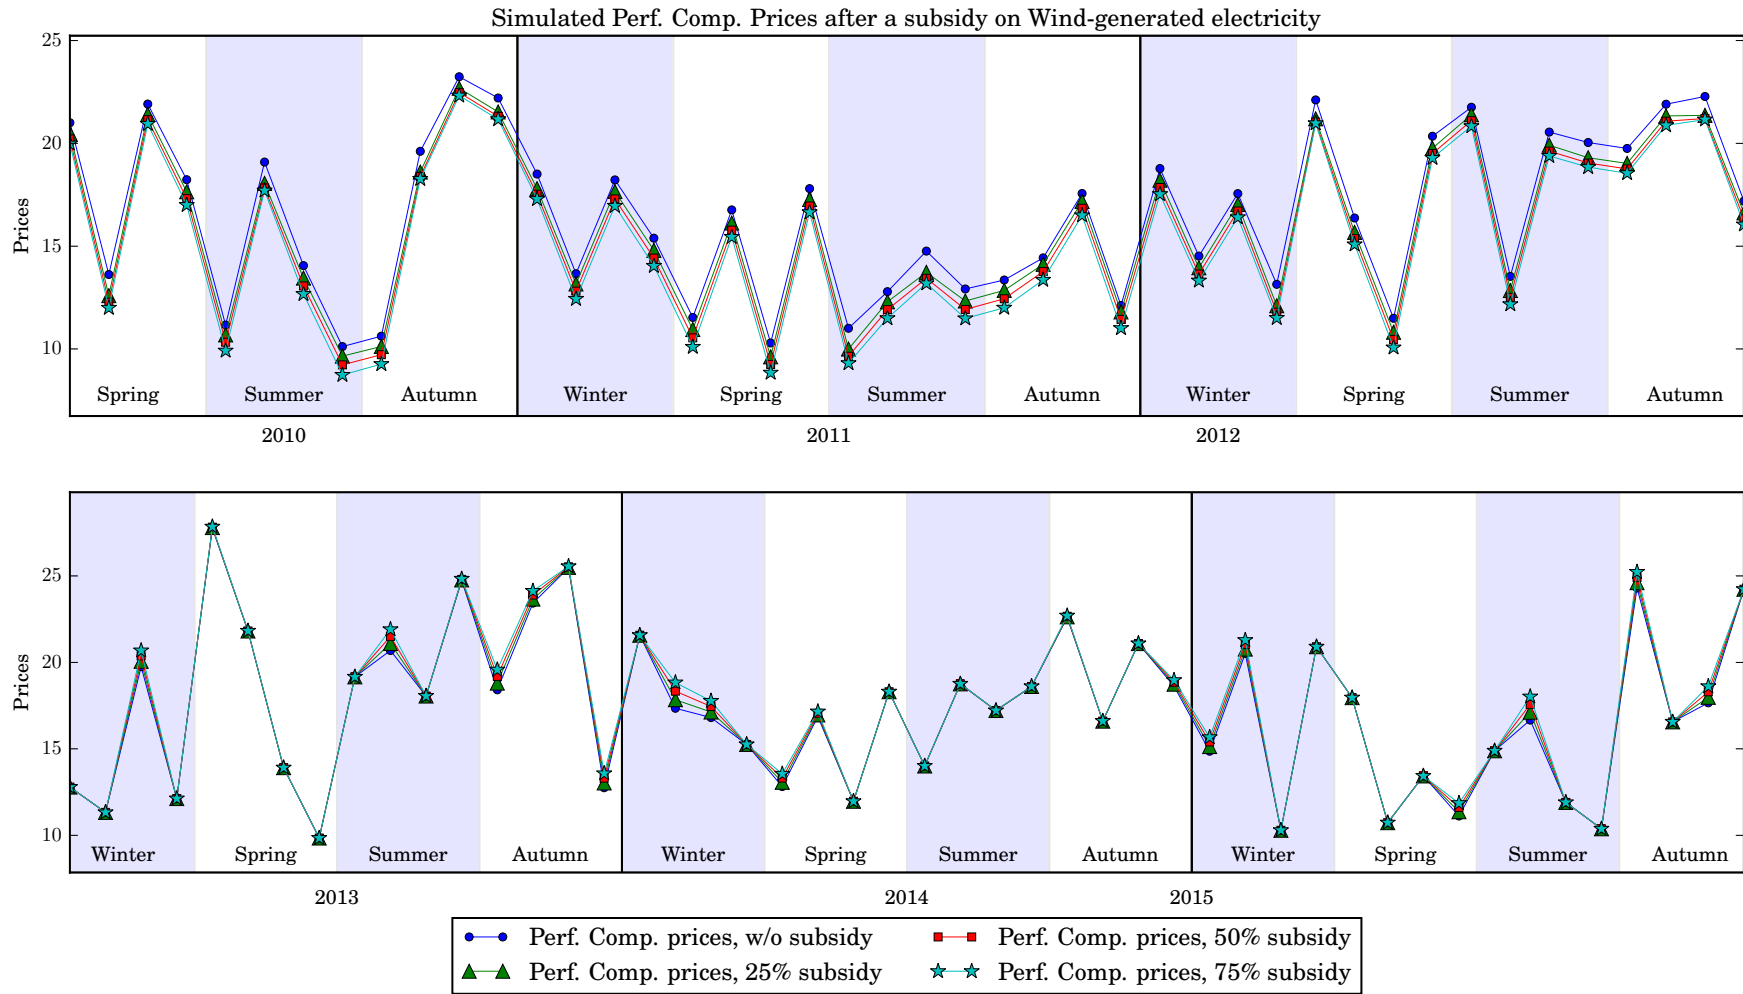 Simulated Perf. Comp. Prices after a subsidy on Wind-generated electricity
25
20
15
10
Prices
Spring Summer Autumn Winter Spring Summer Autumn Winter Spring Summer Autumn
2010 2011 2012
25
20
15
10
Prices
Winter Spring Summer Autumn Winter Spring Summer Autumn Winter Spring Summer Autumn
2013 2014 2015
Perf. Comp. prices, w/o subsidy Perf. Comp. prices, 50% subsidy
Perf. Comp. prices, 25% subsidy Perf. Comp. prices, 75% subsidy